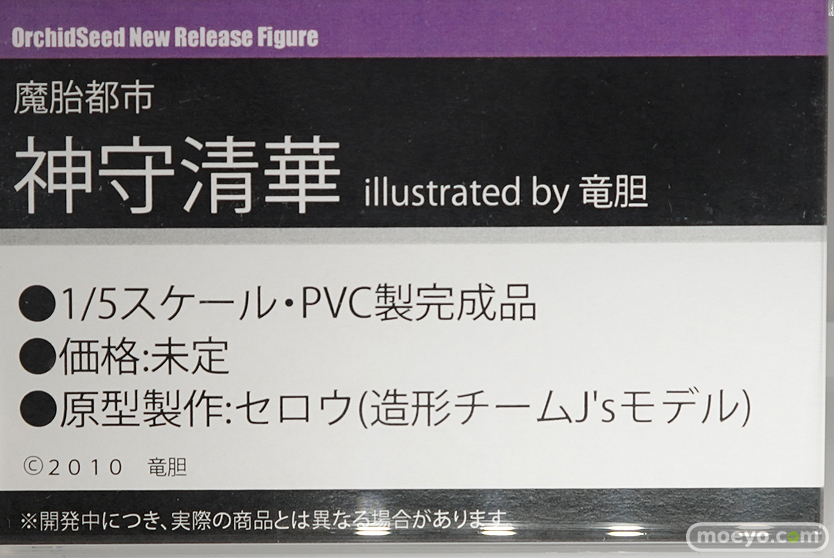 OrchidSeed New Release Figure
魔胎都市
神守清華 illustrated by 竜胆
●1/5スケール・PVC製完成品
●価格:未定
●原型製作:セロウ(造形チームJ'sモデル)
©2010 竜胆
※開発中につき、実際の商品とは異なる場合があります。
moeyo.com